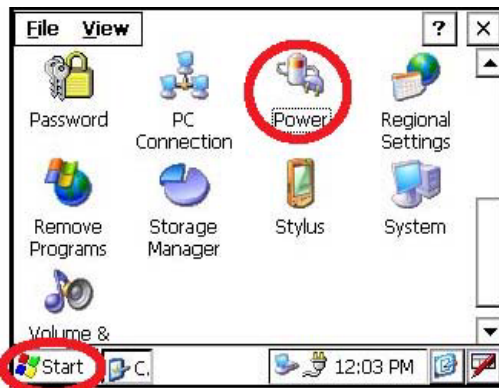 File View ? ×
Password PC Connection Power Regional Settings
Remove Programs Storage Manager Stylus System
Volume &
Start C. 12:03 PM